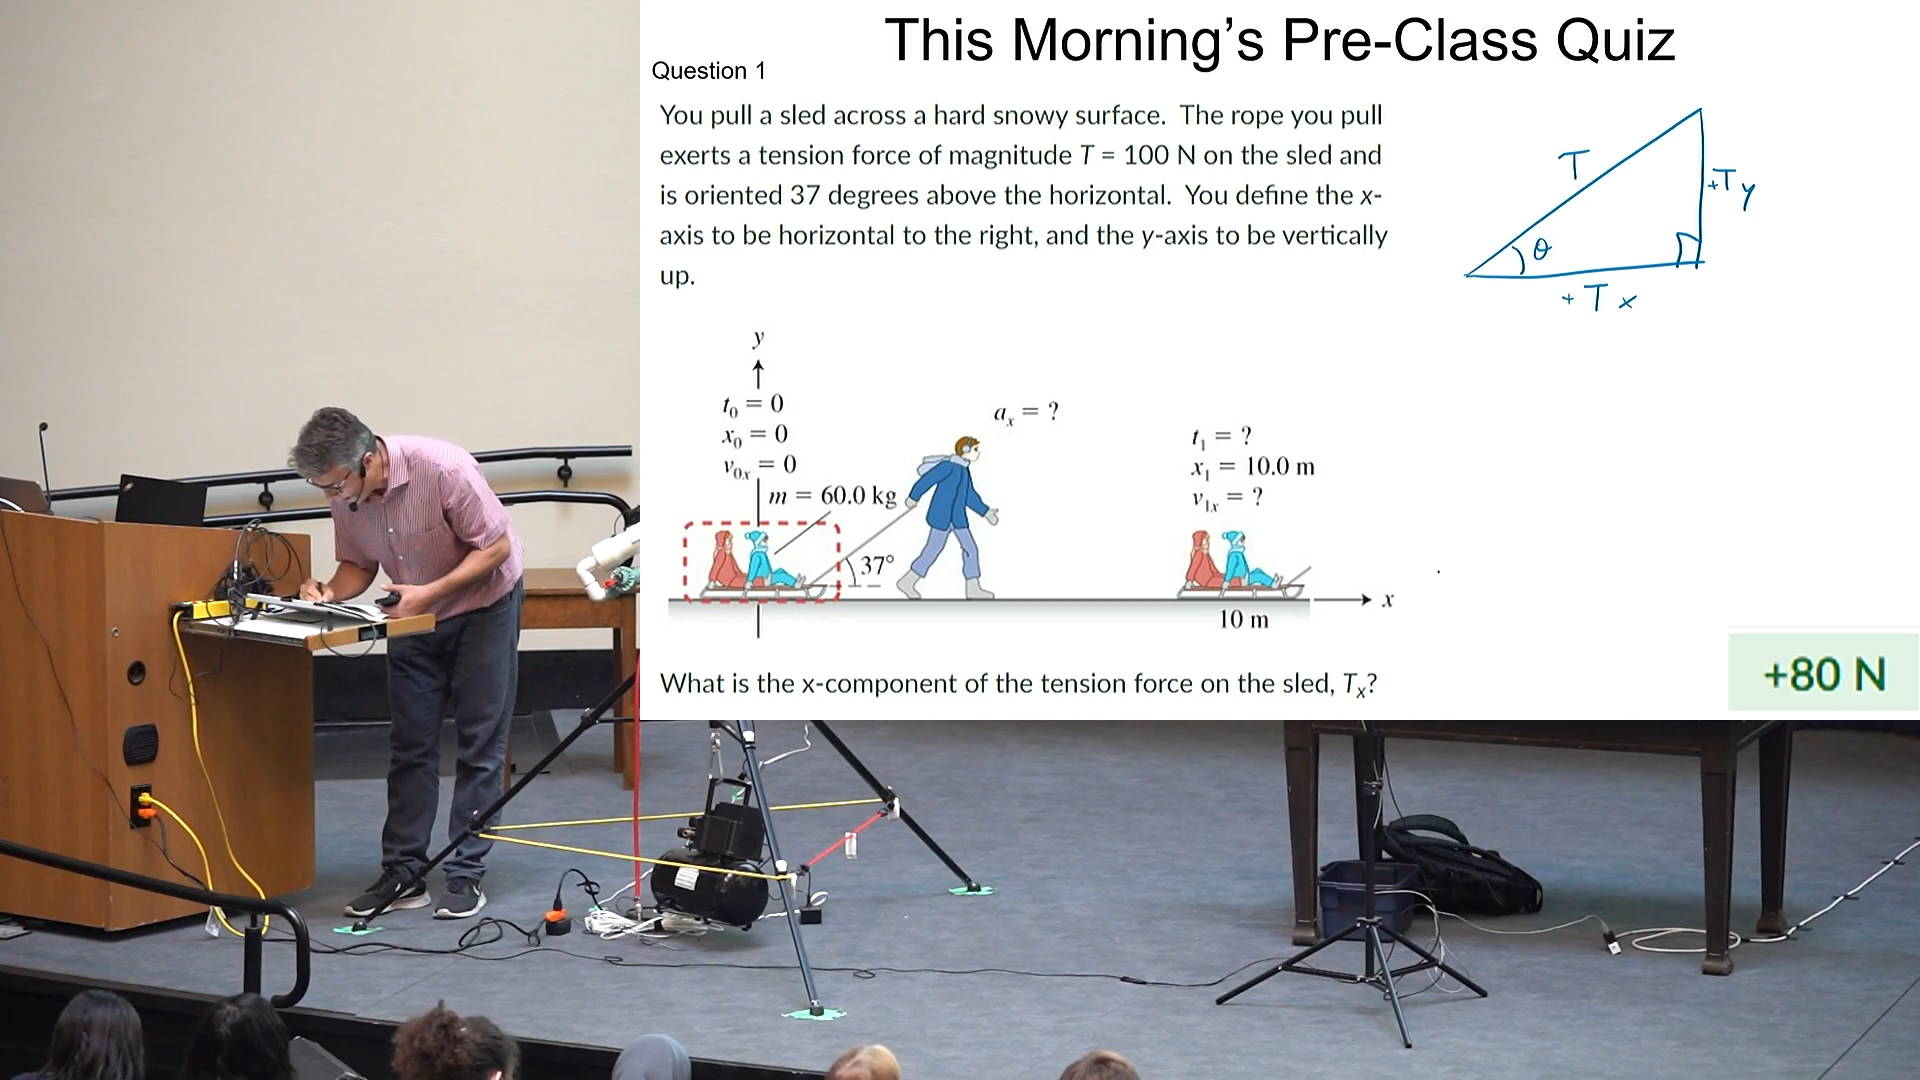 This Morning's Pre-Class Quiz
Question 1
You pull a sled across a hard snowy surface. The rope you pull
exerts a tension force of magnitude T = 100 N on the sled and
is oriented 37 degrees above the horizontal. You define the x-
axis to be horizontal to the right, and the y-axis to be vertically
up.
T
+Ty
θ
+Tx
y
t₀ = 0
x₀ = 0
v₀ₓ = 0
m = 60.0 kg
37°
aₓ = ?
t₁ = ?
x₁ = 10.0 m
v₁ₓ = ?
x
10 m
What is the x-component of the tension force on the sled, Tₓ?
+80 N